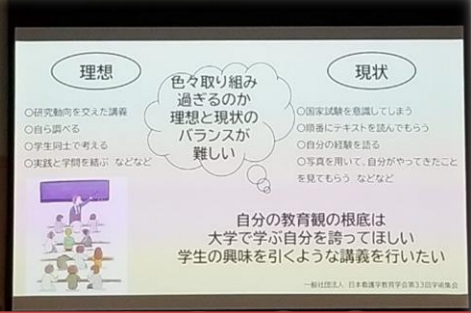 理想
○研究動向を交えた講義
○自ら調べる
○学生同士で考える
○実践と学問を結ぶ などなど
色々取り組み
過ぎるのか
理想と現状の
バランスが
難しい
現状
○国家試験を意識してしまう
○順番にテキストを読んでもらう
○自分の経験を語る
○写真を用いて、自分がやってきたこと
を見てもらう などなど
自分の教育観の根底は
大学で学ぶ自分を誇ってほしい
学生の興味を引くような講義を行いたい
一般社団法人 日本看護学教育学会第33回学術集会